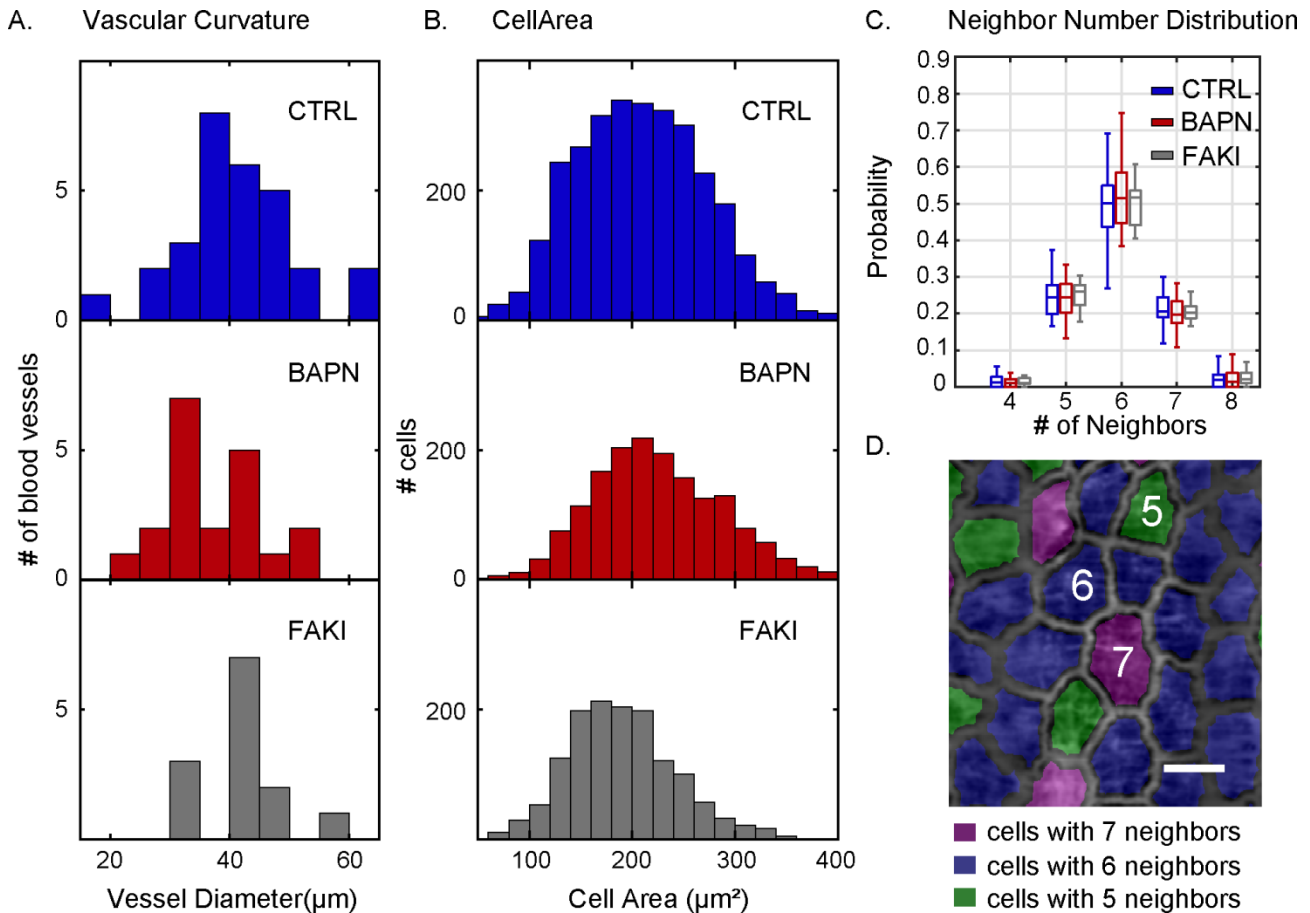 A. Vascular Curvature
CTRL
5
0
BAPN
5
0
FAKI
5
20 40 60
# of blood vessels
Vessel Diameter(µm)
B. CellArea
CTRL
200
0
BAPN
200
0
FAKI
200
100 200 300 400
# cells
Cell Area (µm²)
C. Neighbor Number Distribution
0.9
0.8
0.7
0.6
0.5
0.4
0.3
0.2
0.1
0
Probability
CTRL
BAPN
FAKI
4 5 6 7 8
# of Neighbors
D.
5
6
7
cells with 7 neighbors
cells with 6 neighbors
cells with 5 neighbors